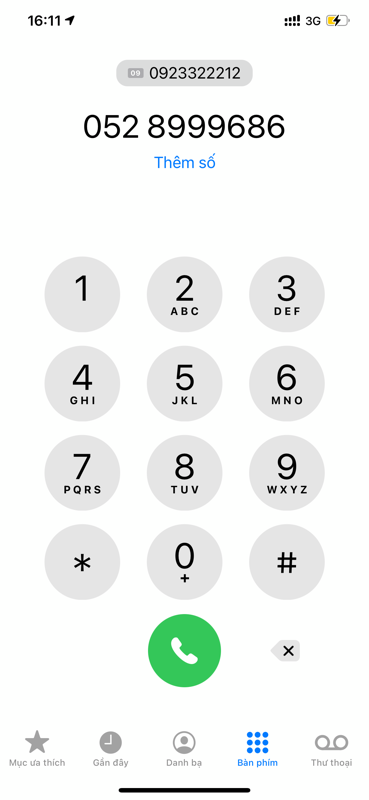 16:11 3G
09 0923322212
052 8999686
Thêm số
1 2 3
ABC DEF
4 5 6
GHI JKL MNO
7 8 9
PQRS TUV WXYZ
* 0 #
+
Mục ưa thích Gần đây Danh bạ Bàn phím Thư thoại